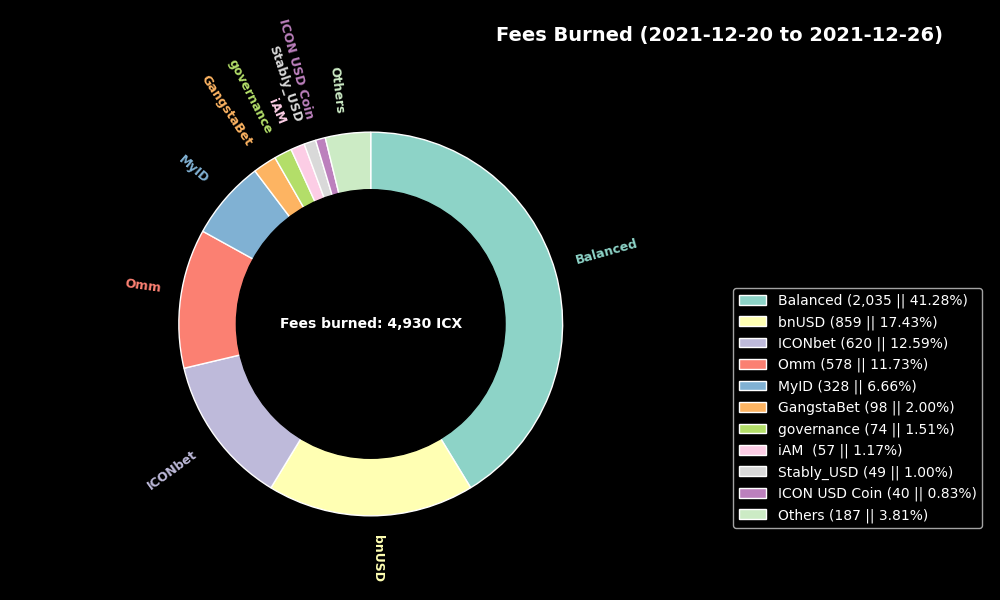 Fees Burned (2021-12-20 to 2021-12-26)
ICON USD Coin
Stably_USD
Others
governance
iAM
GangstaBet
MyID
Balanced
Omm
Fees burned: 4,930 ICX
ICONbet
bnUSD
Balanced (2,035 || 41.28%)
bnUSD (859 || 17.43%)
ICONbet (620 || 12.59%)
Omm (578 || 11.73%)
MyID (328 || 6.66%)
GangstaBet (98 || 2.00%)
governance (74 || 1.51%)
iAM  (57 || 1.17%)
Stably_USD (49 || 1.00%)
ICON USD Coin (40 || 0.83%)
Others (187 || 3.81%)